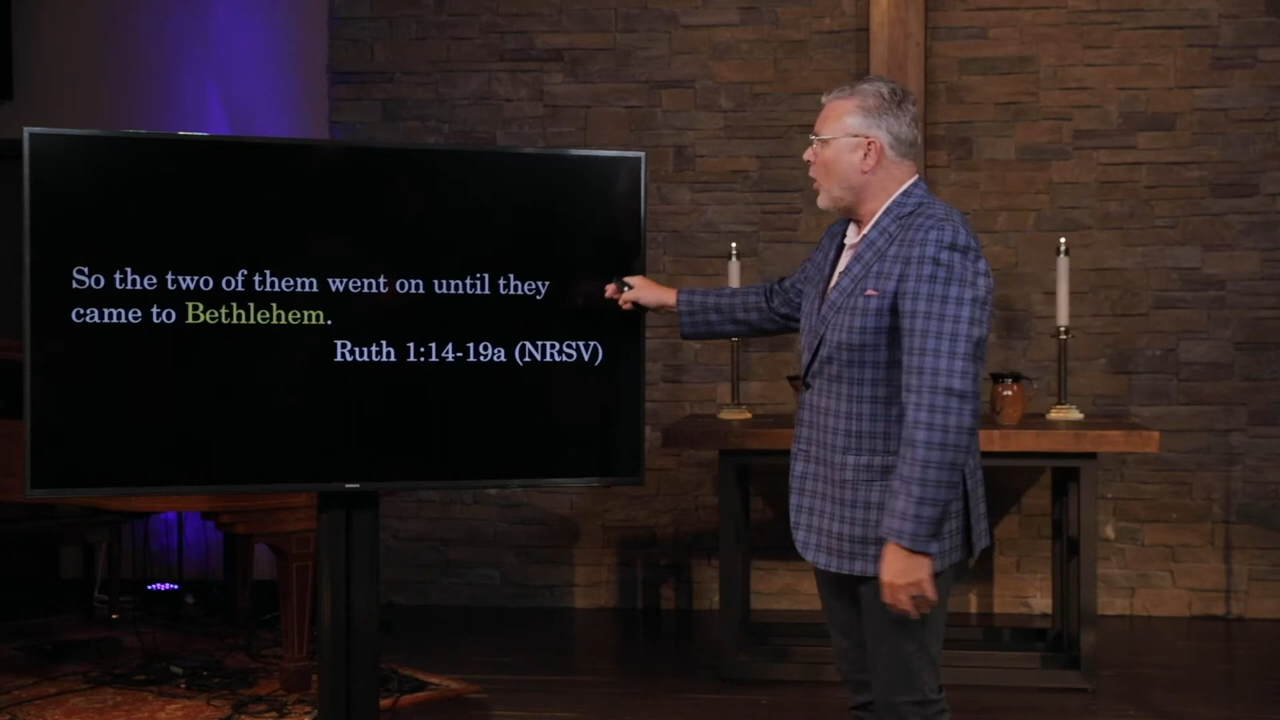 So the two of them went on until they
came to Bethlehem.
Ruth 1:14-19a (NRSV)